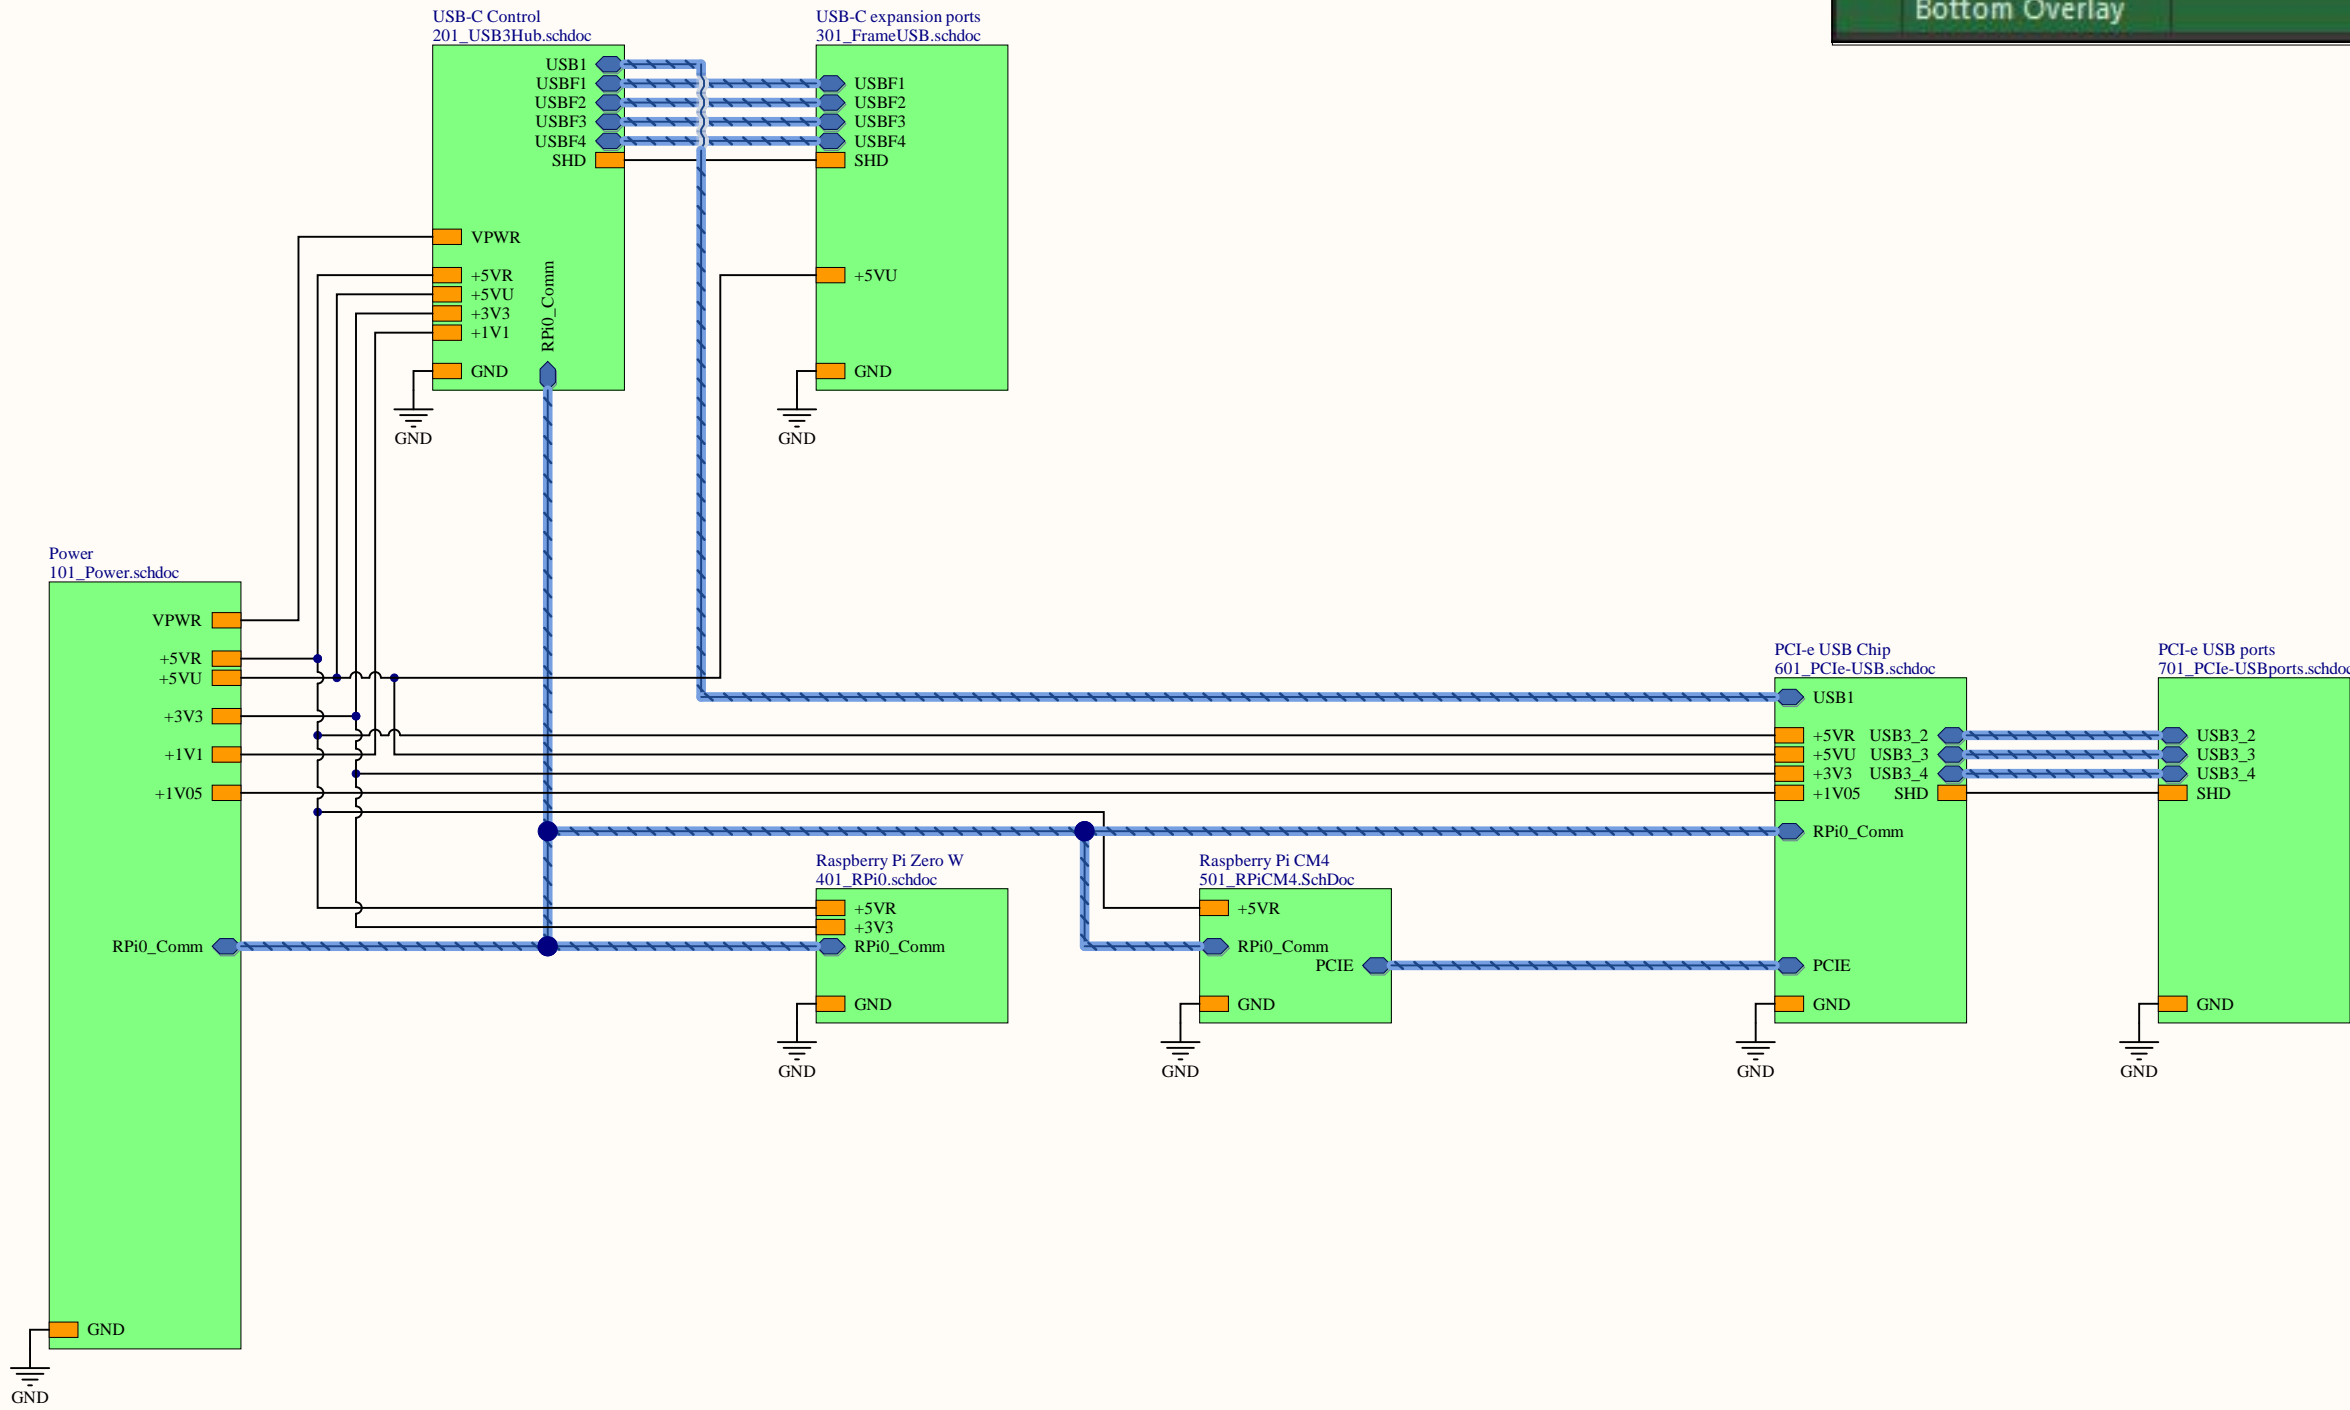 Bottom Overlay
USB-C Control
201_USB3Hub.schdoc
USB1
USBF1
USBF2
USBF3
USBF4
SHD
VPWR
+5VR
+5VU
+3V3
+1V1
GND
RPi0_Comm
GND
USB-C expansion ports
301_FrameUSB.schdoc
USBF1
USBF2
USBF3
USBF4
SHD
+5VU
GND
GND
Power
101_Power.schdoc
VPWR
+5VR
+5VU
+3V3
+1V1
+1V05
RPi0_Comm
GND
GND
Raspberry Pi Zero W
401_RPi0.schdoc
+5VR
+3V3
RPi0_Comm
GND
GND
Raspberry Pi CM4
501_RPiCM4.SchDoc
+5VR
RPi0_Comm
PCIE
GND
GND
PCI-e USB Chip
601_PCIe-USB.schdoc
USB1
+5VR USB3_2
+5VU USB3_3
+3V3 USB3_4
+1V05 SHD
RPi0_Comm
PCIE
GND
GND
PCI-e USB ports
701_PCIe-USBports.schdoc
USB3_2
USB3_3
USB3_4
SHD
GND
GND